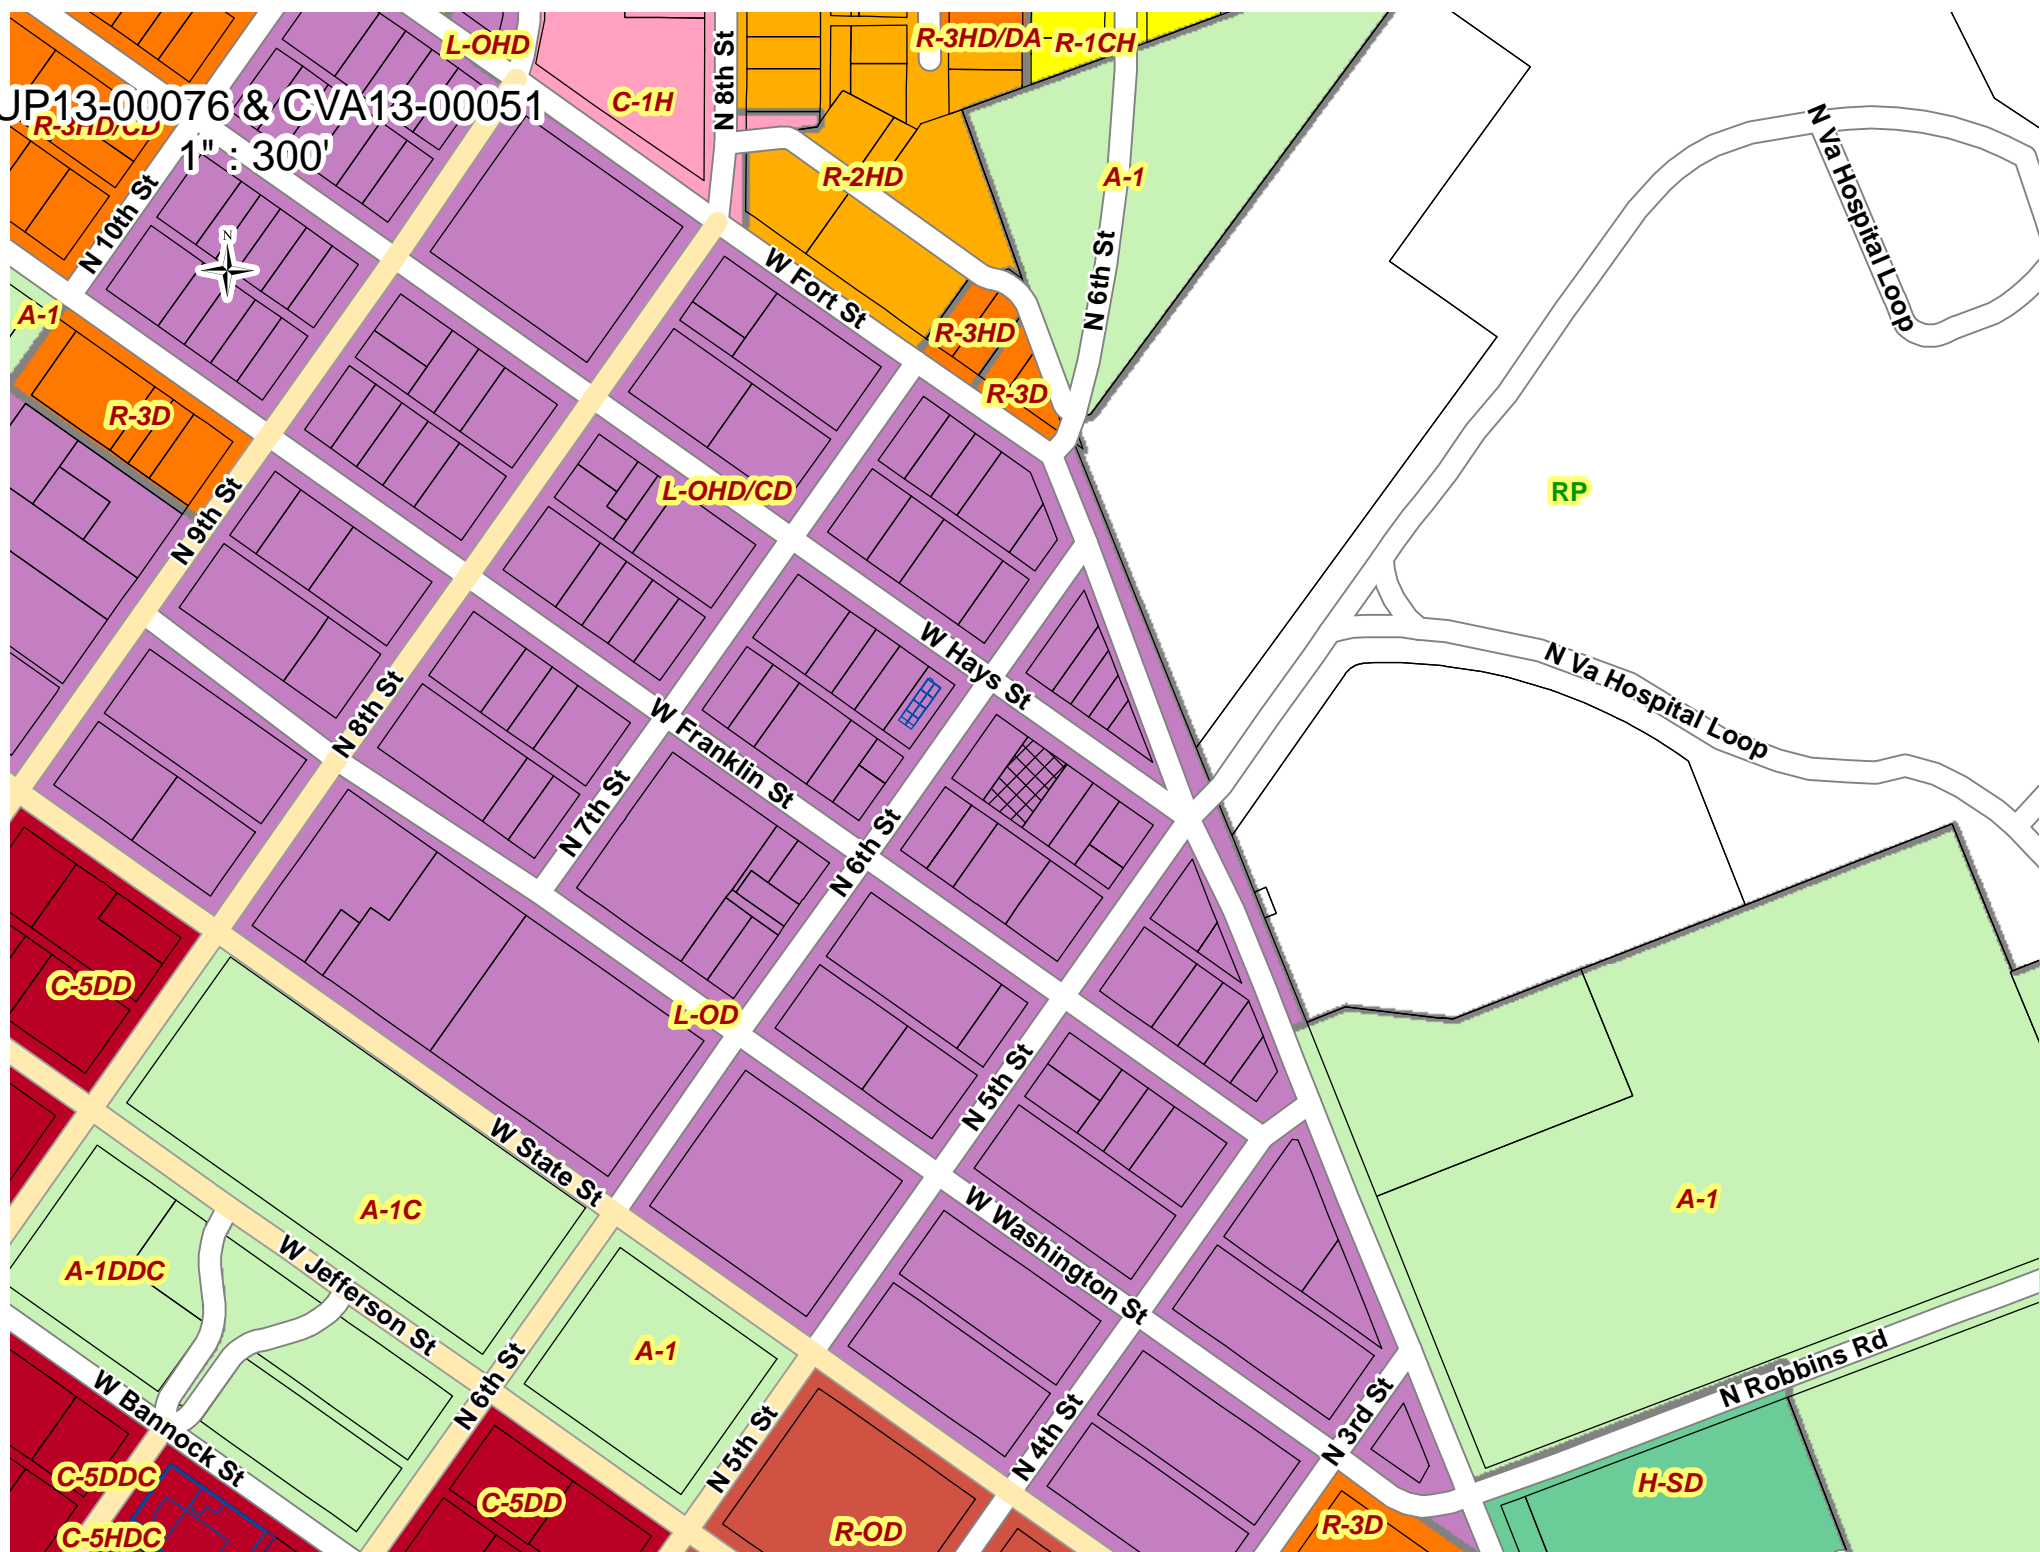 L-OHD
R-3HD/DA
R-1CH
N 8th St
C-1H
UP13-00076 & CVA13-00051
R-3HD/CD
1" : 300'
N Va Hospital Loop
R-2HD
A-1
N 10th St
N
N 6th St
W Fort St
A-1
R-3HD
R-3D
R-3D
L-OHD/CD
RP
N 9th St
W Hays St
N Va Hospital Loop
N 8th St
W Franklin St
N 7th St
N 6th St
C-5DD
L-OD
N 5th St
W State St
A-1C
A-1
W Washington St
A-1DDC
W Jefferson St
A-1
N Robbins Rd
N 6th St
W Bannock St
N 5th St
N 4th St
N 3rd St
C-5DDC
H-SD
C-5DD
R-3D
R-OD
C-5HDC